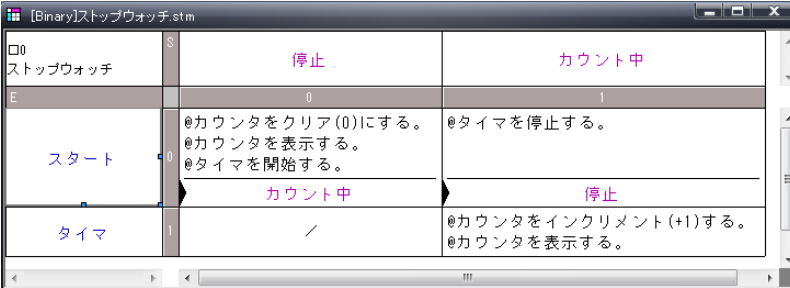 [Binary]ストップウォッチ.stm
□0
ストップウォッチ
S
停止
カウント中
E
0
1
スタート
0
@カウンタをクリア(0)にする。
@カウンタを表示する。
@タイマを開始する。
カウント中
@タイマを停止する。
停止
タイマ
1
/
@カウンタをインクリメント(+1)する。
@カウンタを表示する。